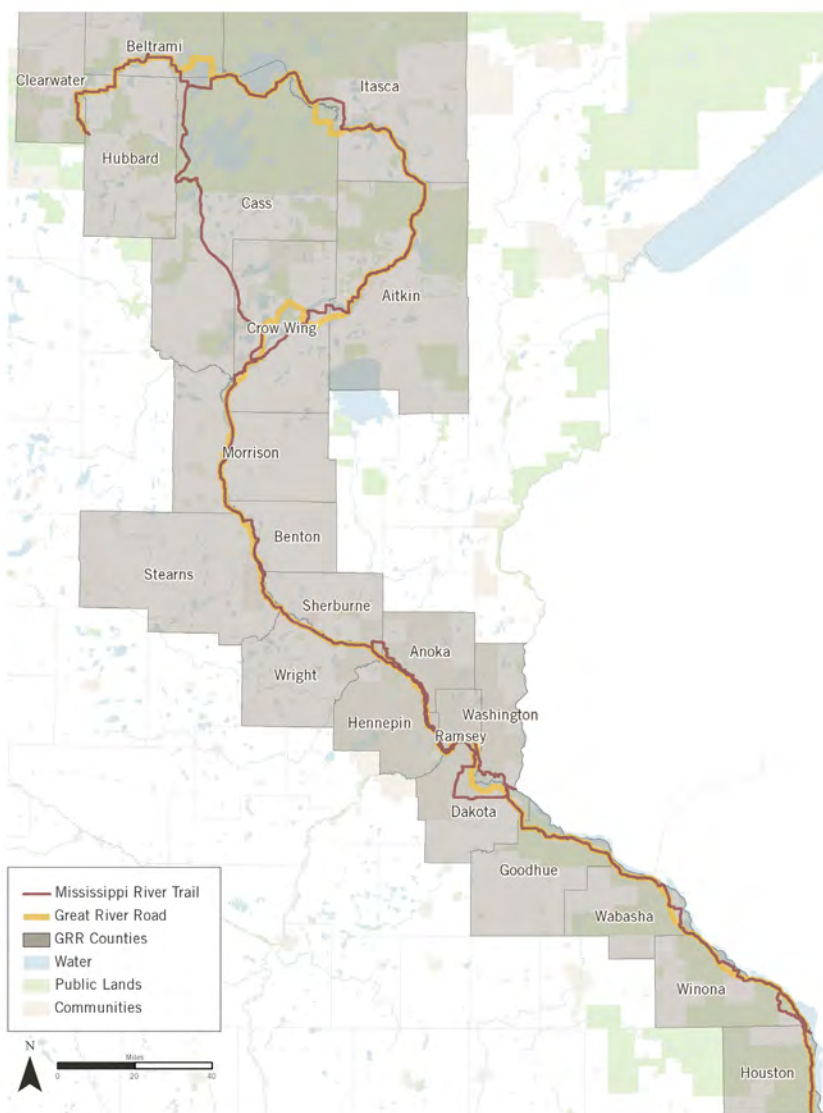 Beltrami
Clearwater
Itasca
Hubbard
Cass
Aitkin
Crow Wing
Morrison
Benton
Stearns
Sherburne
Anoka
Wright
Washington
Hennepin
Ramsey
Dakota
Goodhue
Wabasha
Winona
Houston
Mississippi River Trail
Great River Road
GRR Counties
Water
Public Lands
Communities
N
Miles
0 20 40